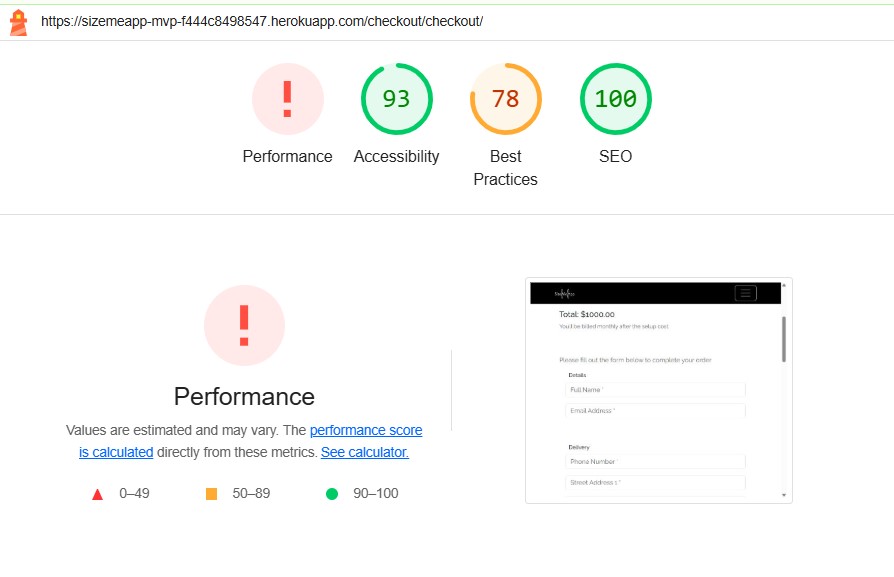 https://sizemeapp-mvp-f444c8498547.herokuapp.com/checkout/checkout/
! 93 78 100
Performance Accessibility Best Practices SEO
!
Performance
Values are estimated and may vary. The performance score
is calculated directly from these metrics. See calculator.
0–49 50–89 90–100
Total: $1000.00
You'll be billed monthly after the setup cost
Please fill out the form below to complete your order
Details
Full Name *
Email Address *
Delivery
Phone Number *
Street Address 1 *